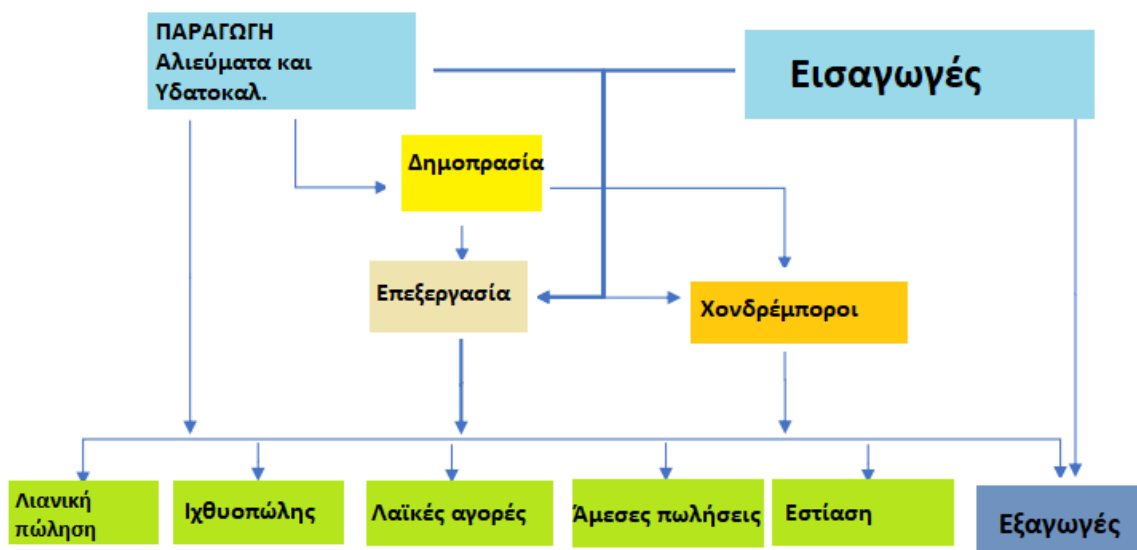 ΠΑΡΑΓΩΓΗ
Αλιεύματα και
Υδατοκαλ.
Εισαγωγές
Δημοπρασία
Επεξεργασία
Χονδρέμποροι
Λιανική
πώληση
Ιχθυοπώλης
Λαϊκές αγορές
Άμεσες πωλήσεις
Εστίαση
Εξαγωγές